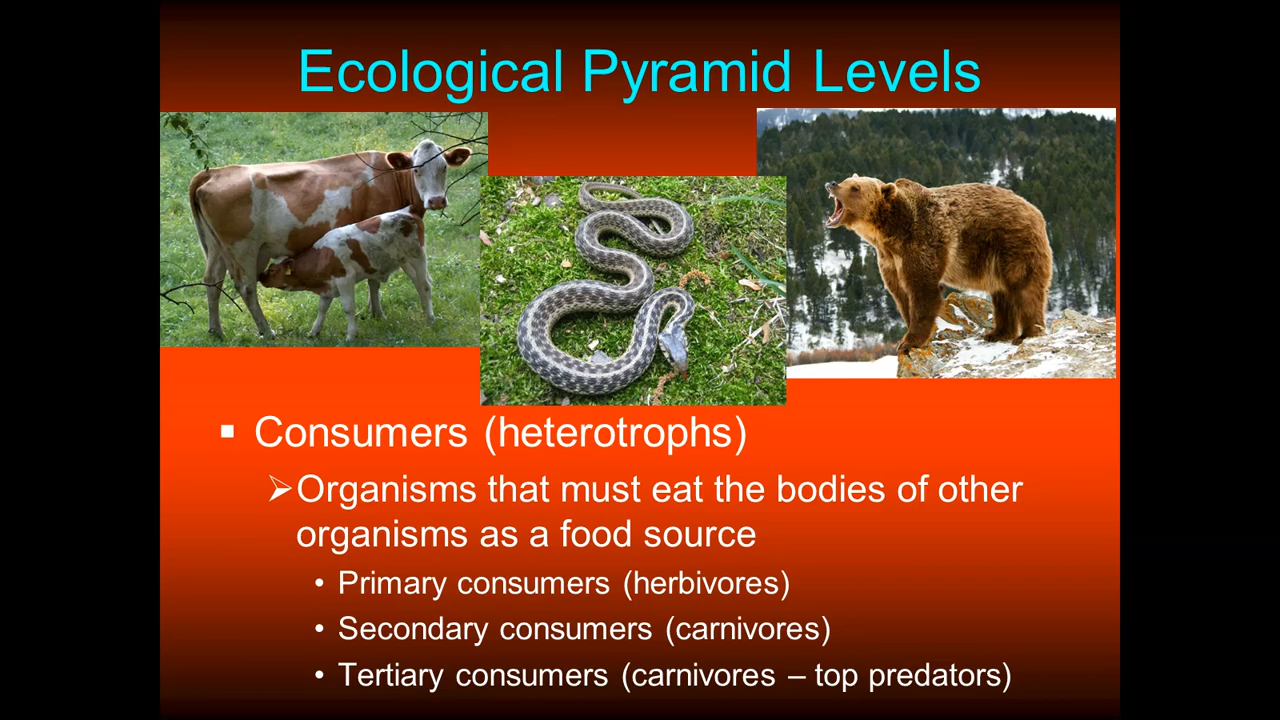 Ecological Pyramid Levels
▪ Consumers (heterotrophs)
➢Organisms that must eat the bodies of other
organisms as a food source
• Primary consumers (herbivores)
• Secondary consumers (carnivores)
• Tertiary consumers (carnivores – top predators)